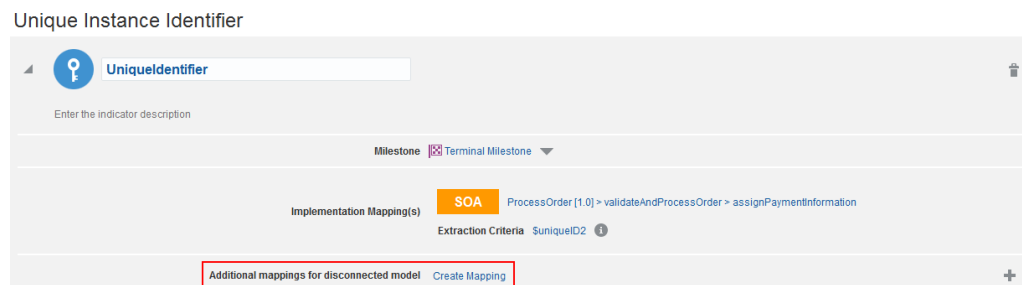 Unique Instance Identifier
UniqueIdentifier
Enter the indicator description
Milestone Terminal Milestone
Implementation Mapping(s) SOA ProcessOrder [1.0] > validateAndProcessOrder > assignPaymentInformation
Extraction Criteria $uniqueID2 i
Additional mappings for disconnected model Create Mapping